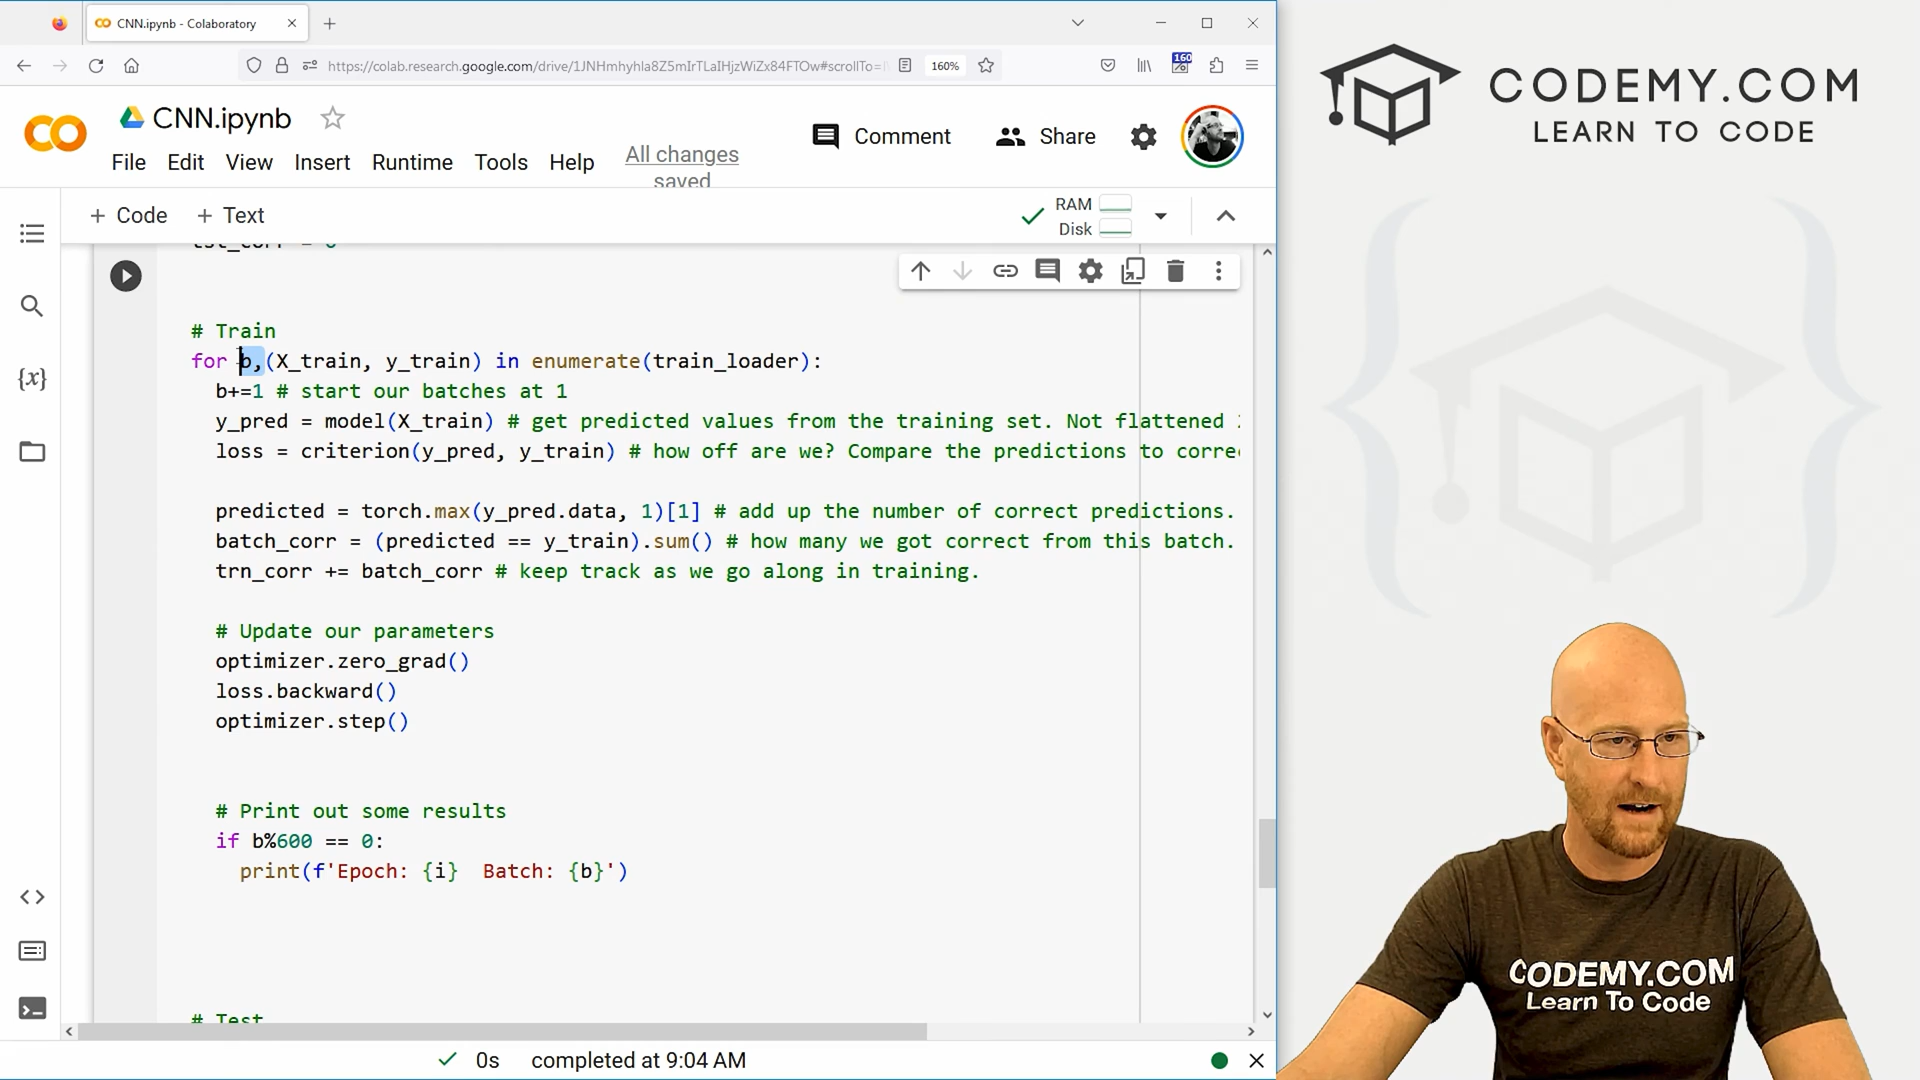 CNN.ipynb - Colaboratory
https://colab.research.google.com/drive/1JNHmhyhla8Z5mIrTLaIHjzWiZx84FTOw#scrollTo=
160%
160
CNN.ipynb
Comment
Share
File Edit View Insert Runtime Tools Help
All changes
saved
CODEMY.COM
LEARN TO CODE
+ Code + Text
RAM
Disk
# Train
for b,(X_train, y_train) in enumerate(train_loader):
b+=1 # start our batches at 1
y_pred = model(X_train) # get predicted values from the training set. Not flattened
loss = criterion(y_pred, y_train) # how off are we? Compare the predictions to corre
predicted = torch.max(y_pred.data, 1)[1] # add up the number of correct predictions.
batch_corr = (predicted == y_train).sum() # how many we got correct from this batch.
trn_corr += batch_corr # keep track as we go along in training.
# Update our parameters
optimizer.zero_grad()
loss.backward()
optimizer.step()
# Print out some results
if b%600 == 0:
print(f'Epoch: {i}  Batch: {b}')
# Test
0s completed at 9:04 AM
CODEMY.COM
Learn To Code